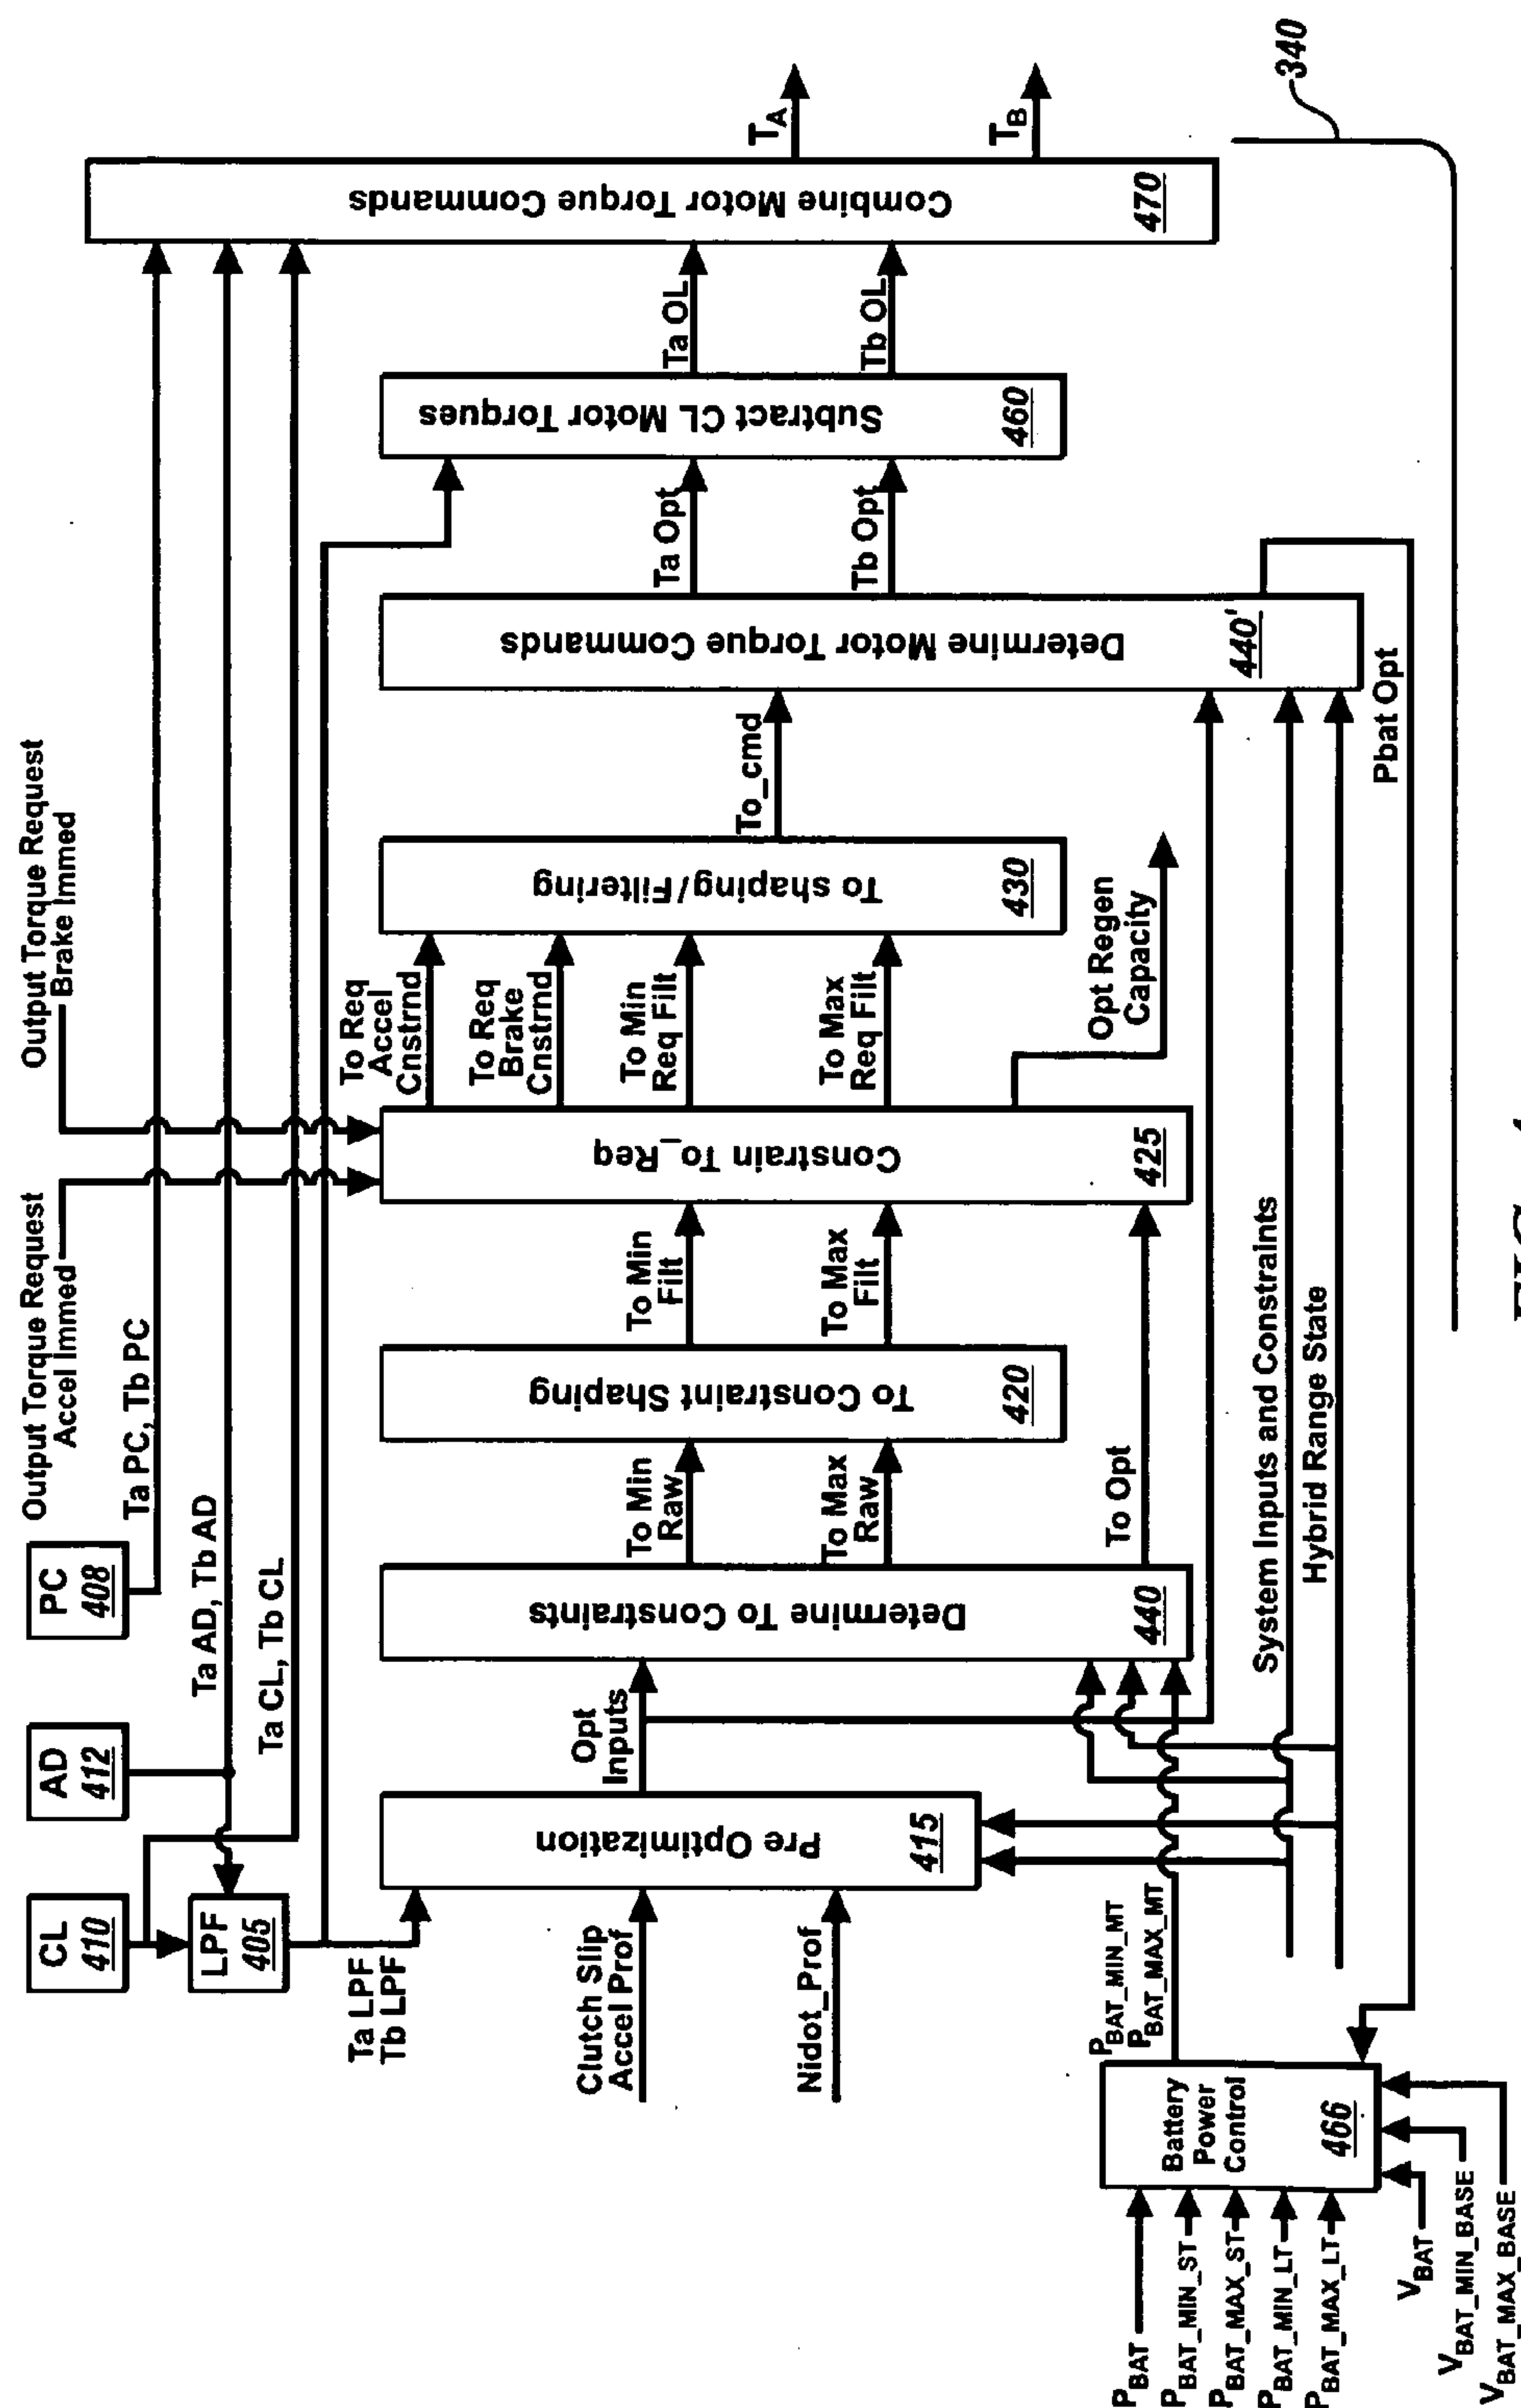 Output Torque Request
Accel Immed
Output Torque Request
Brake Immed
CL
410
AD
412
PC
408
LPF
405
Ta PC, Tb PC
Ta AD, Tb AD
Ta CL, Tb CL
Ta LPF
Tb LPF
Clutch Slip
Accel Prof
Nidot_Prof
Pre Optimization
415
Opt
Inputs
Determine To Constraints
440
To Min
Raw
To Max
Raw
To Opt
To Constraint Shaping
420
To Min
Filt
To Max
Filt
Constrain To_Req
425
To Req
Accel
Cnstrnd
To Req
Brake
Cnstrnd
To Min
Req Filt
To Max
Req Filt
Opt Regen
Capacity
To shaping/Filtering
430
To_cmd
Determine Motor Torque Commands
440'
Ta Opt
Tb Opt
Subtract CL Motor Torques
460
Ta OL
Tb OL
Combine Motor Torque Commands
470
TA
TB
340
System Inputs and Constraints
Hybrid Range State
Pbat Opt
PBAT_MIN_MT
PBAT_MAX_MT
Battery
Power
Control
466
PBAT
PBAT_MIN_ST
PBAT_MAX_ST
PBAT_MIN_LT
PBAT_MAX_LT
VBAT
VBAT_MIN_BASE
VBAT_MAX_BASE